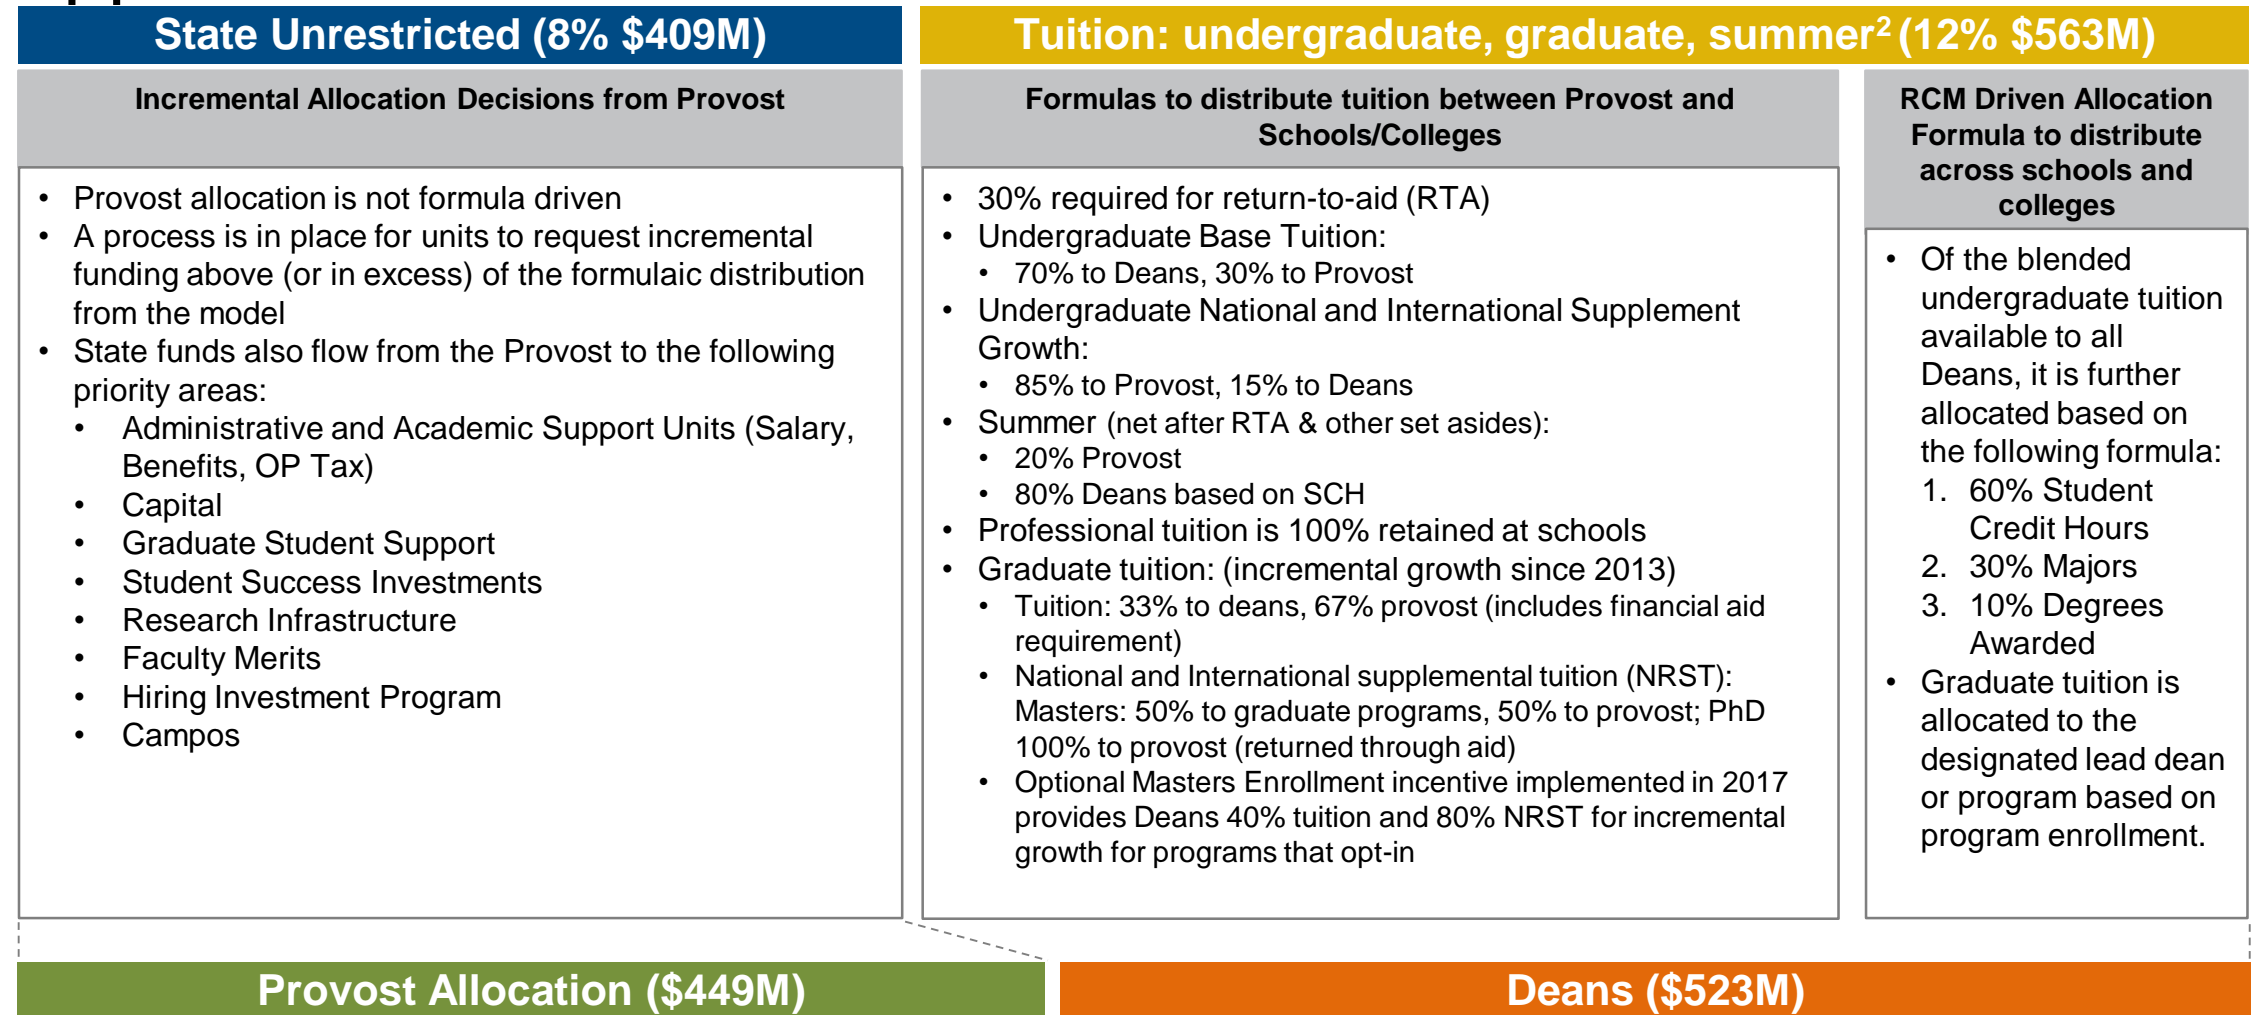 State Unrestricted (8% $409M)
Incremental Allocation Decisions from Provost
• Provost allocation is not formula driven
• A process is in place for units to request incremental
funding above (or in excess) of the formulaic distribution
from the model
• State funds also flow from the Provost to the following
priority areas:
• Administrative and Academic Support Units (Salary,
Benefits, OP Tax)
• Capital
• Graduate Student Support
• Student Success Investments
• Research Infrastructure
• Faculty Merits
• Hiring Investment Program
• Campos
Tuition: undergraduate, graduate, summer² (12% $563M)
Formulas to distribute tuition between Provost and
Schools/Colleges
• 30% required for return-to-aid (RTA)
• Undergraduate Base Tuition:
• 70% to Deans, 30% to Provost
• Undergraduate National and International Supplement
Growth:
• 85% to Provost, 15% to Deans
• Summer (net after RTA & other set asides):
• 20% Provost
• 80% Deans based on SCH
• Professional tuition is 100% retained at schools
• Graduate tuition: (incremental growth since 2013)
• Tuition: 33% to deans, 67% provost (includes financial aid
requirement)
• National and International supplemental tuition (NRST):
Masters: 50% to graduate programs, 50% to provost; PhD
100% to provost (returned through aid)
• Optional Masters Enrollment incentive implemented in 2017
provides Deans 40% tuition and 80% NRST for incremental
growth for programs that opt-in
RCM Driven Allocation
Formula to distribute
across schools and
colleges
• Of the blended
undergraduate tuition
available to all
Deans, it is further
allocated based on
the following formula:
1. 60% Student
Credit Hours
2. 30% Majors
3. 10% Degrees
Awarded
• Graduate tuition is
allocated to the
designated lead dean
or program based on
program enrollment.
Provost Allocation ($449M)
Deans ($523M)